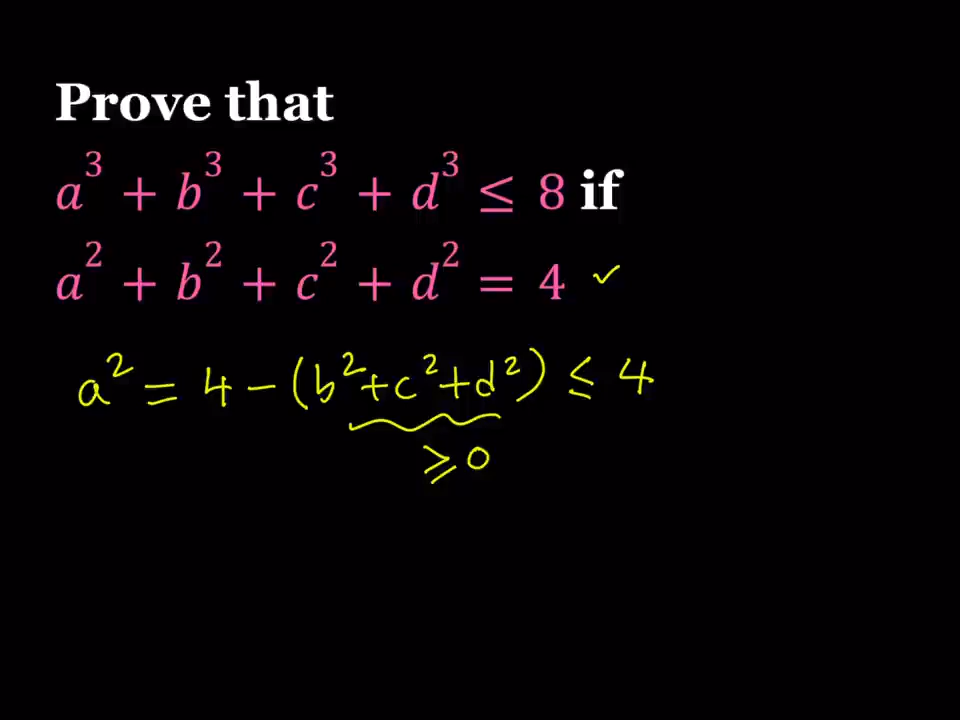 Prove that
a³ + b³ + c³ + d³ ≤ 8 if
a² + b² + c² + d² = 4 ✓
a² = 4 − (b² + c² + d²) ≤ 4
≥ 0